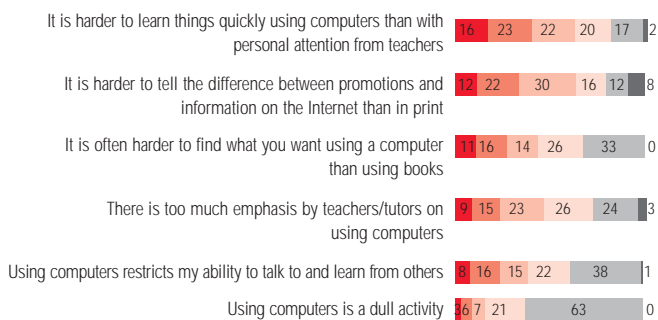 It is harder to learn things quickly using computers than with
personal attention from teachers
16 23 22 20 17 2
It is harder to tell the difference between promotions and
information on the Internet than in print
12 22 30 16 12 8
It is often harder to find what you want using a computer
than using books
11 16 14 26 33 0
There is too much emphasis by teachers/tutors on
using computers
9 15 23 26 24 3
Using computers restricts my ability to talk to and learn from others
8 16 15 22 38 1
Using computers is a dull activity
3 6 7 21 63 0